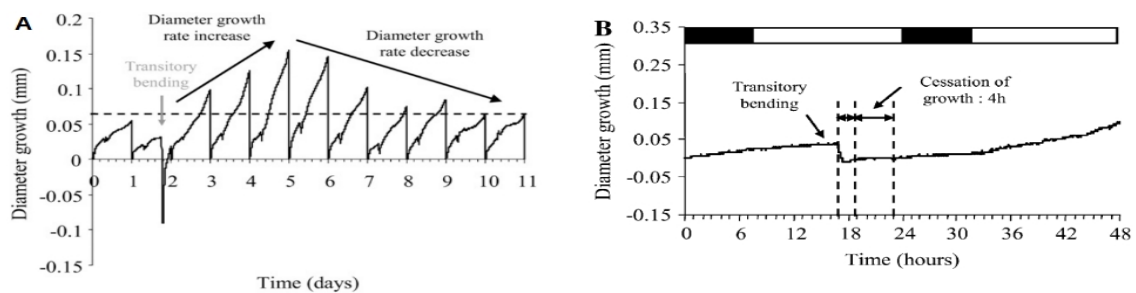 A
Diameter growth (mm)
0.2
0.15
0.1
0.05
0
-0.05
-0.1
-0.15
Diameter growth
rate increase
Transitory
bending
Diameter growth
rate decrease
0 1 2 3 4 5 6 7 8 9 10 11
Time (days)
B
Diameter growth (mm)
0.35
0.25
0.15
0.05
-0.05
-0.15
Transitory
bending
Cessation of
growth : 4h
0 6 12 18 24 30 36 42 48
Time (hours)